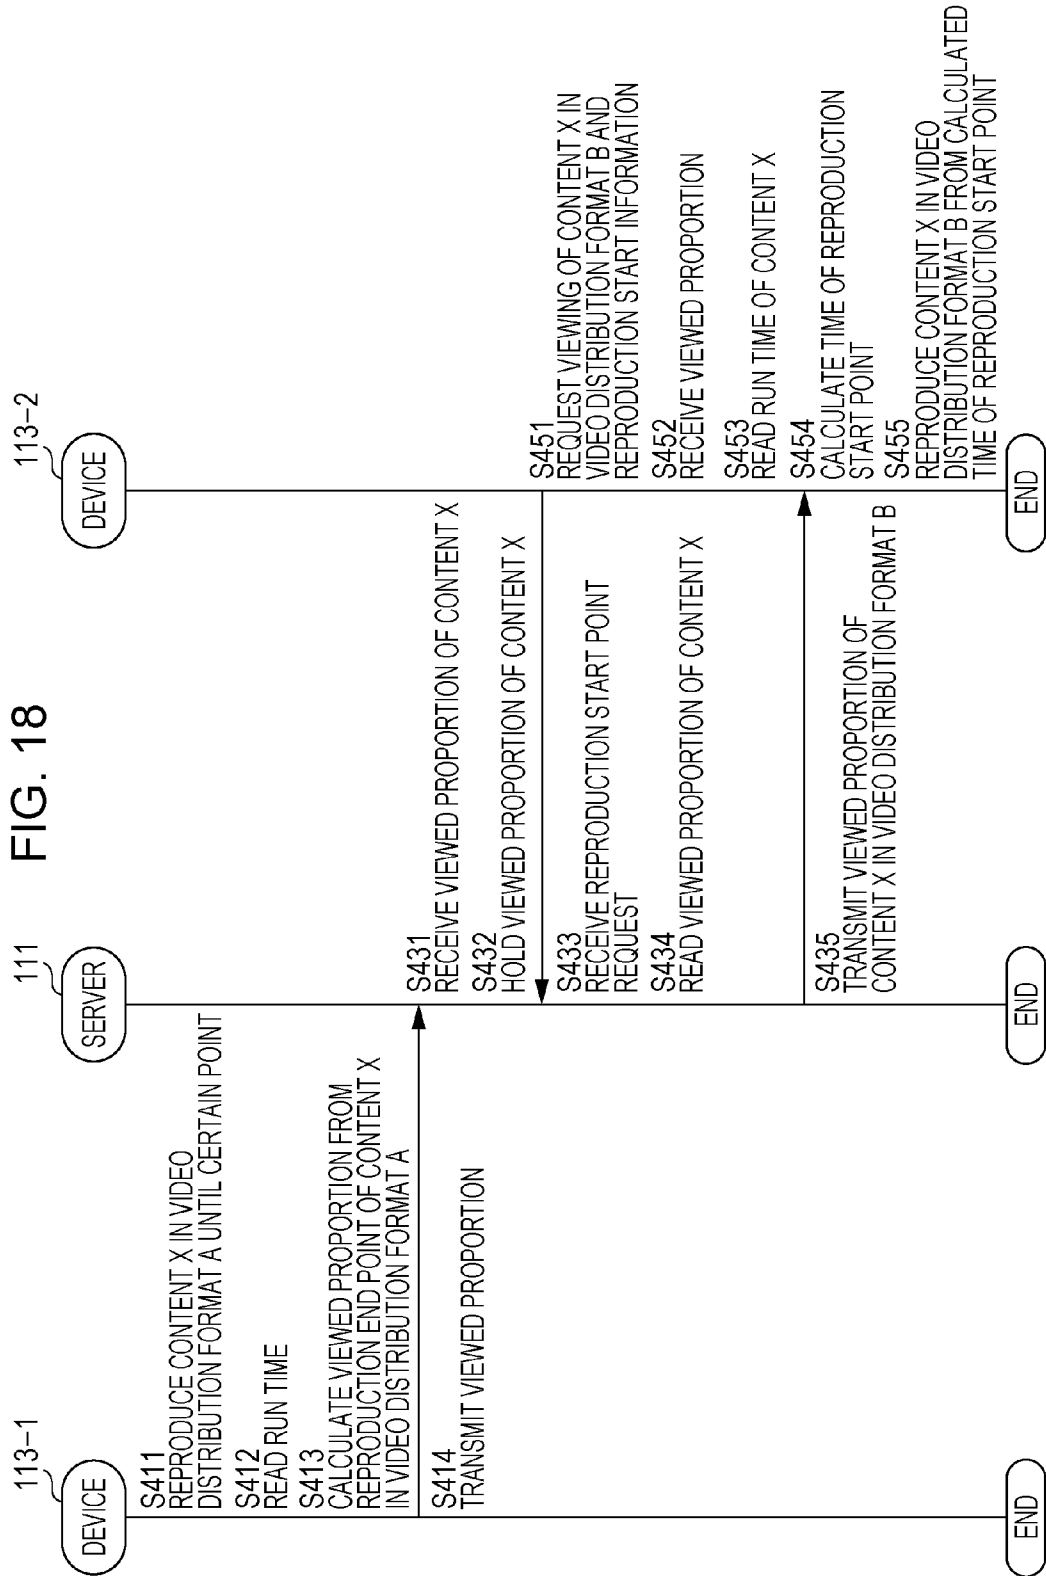 FIG. 18
113-1
DEVICE
S411
REPRODUCE CONTENT X IN VIDEO
DISTRIBUTION FORMAT A UNTIL CERTAIN POINT
S412
READ RUN TIME
S413
CALCULATE VIEWED PROPORTION FROM
REPRODUCTION END POINT OF CONTENT X
IN VIDEO DISTRIBUTION FORMAT A
S414
TRANSMIT VIEWED PROPORTION
END
111
SERVER
S431
RECEIVE VIEWED PROPORTION OF CONTENT X
S432
HOLD VIEWED PROPORTION OF CONTENT X
S433
RECEIVE REPRODUCTION START POINT
REQUEST
S434
READ VIEWED PROPORTION OF CONTENT X
S435
TRANSMIT VIEWED PROPORTION OF
CONTENT X IN VIDEO DISTRIBUTION FORMAT B
END
113-2
DEVICE
S451
REQUEST VIEWING OF CONTENT X IN
VIDEO DISTRIBUTION FORMAT B AND
REPRODUCTION START INFORMATION
S452
RECEIVE VIEWED PROPORTION
S453
READ RUN TIME OF CONTENT X
S454
CALCULATE TIME OF REPRODUCTION
START POINT
S455
REPRODUCE CONTENT X IN VIDEO
DISTRIBUTION FORMAT B FROM CALCULATED
TIME OF REPRODUCTION START POINT
END